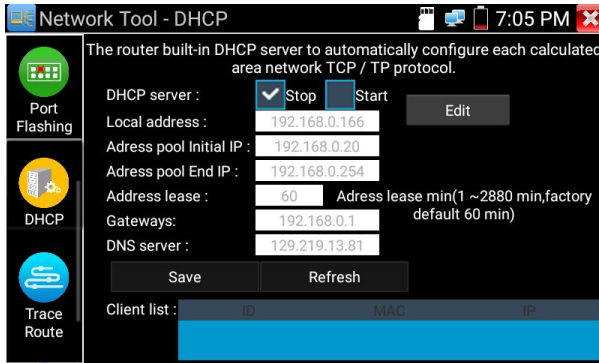 Network Tool - DHCP
7:05 PM
The router built-in DHCP server to automatically configure each calculated
area network TCP / TP protocol.
Port
Flashing
DHCP
Trace
Route
DHCP server :
Stop
Start
Edit
Local address :
192.168.0.166
Adress pool Initial IP :
192.168.0.20
Adress pool End IP :
192.168.0.254
Address lease :
60
Adress lease min(1 ~2880 min,factory
default 60 min)
Gateways:
192.168.0.1
DNS server :
129.219.13.81
Save
Refresh
Client list :
ID
MAC
IP